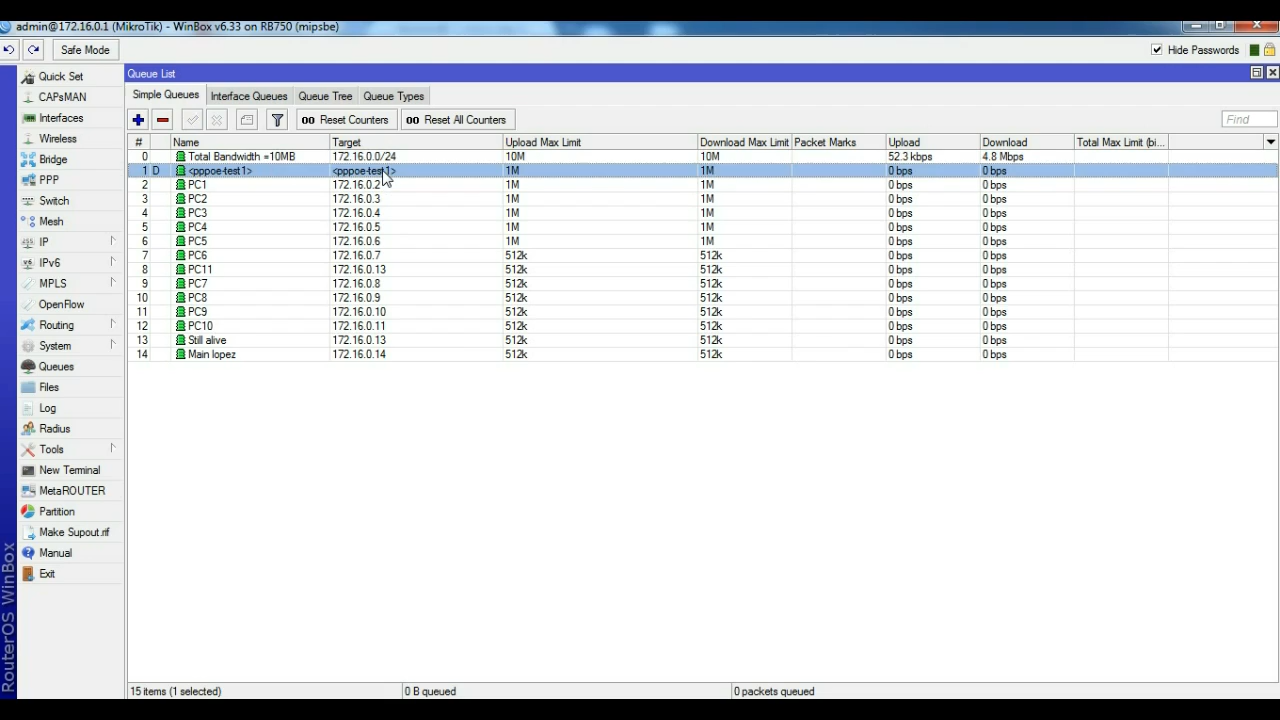 admin@172.16.0.1 (MikroTik) - WinBox v6.33 on RB750 (mipsbe)
Safe Mode
Hide Passwords
Quick Set
CAPsMAN
Interfaces
Wireless
Bridge
PPP
Switch
Mesh
IP
IPv6
MPLS
OpenFlow
Routing
System
Queues
Files
Log
Radius
Tools
New Terminal
MetaROUTER
Partition
Make Supout.rif
Manual
Exit
RouterOS WinBox
Queue List
Simple Queues Interface Queues Queue Tree Queue Types
00 Reset Counters 00 Reset All Counters Find
# Name Target Upload Max Limit Download Max Limit Packet Marks Upload Download Total Max Limit (bi...
0 Total Bandwidth =10MB 172.16.0.0/24 10M 10M 52.3 kbps 4.8 Mbps
1 D <pppoe-test1> <pppoe-test1> 1M 1M 0 bps 0 bps
2 PC1 172.16.0.2 1M 1M 0 bps 0 bps
3 PC2 172.16.0.3 1M 1M 0 bps 0 bps
4 PC3 172.16.0.4 1M 1M 0 bps 0 bps
5 PC4 172.16.0.5 1M 1M 0 bps 0 bps
6 PC5 172.16.0.6 1M 1M 0 bps 0 bps
7 PC6 172.16.0.7 512k 512k 0 bps 0 bps
8 PC11 172.16.0.13 512k 512k 0 bps 0 bps
9 PC7 172.16.0.8 512k 512k 0 bps 0 bps
10 PC8 172.16.0.9 512k 512k 0 bps 0 bps
11 PC9 172.16.0.10 512k 512k 0 bps 0 bps
12 PC10 172.16.0.11 512k 512k 0 bps 0 bps
13 Still alive 172.16.0.13 512k 512k 0 bps 0 bps
14 Main lopez 172.16.0.14 512k 512k 0 bps 0 bps
15 items (1 selected) 0 B queued 0 packets queued